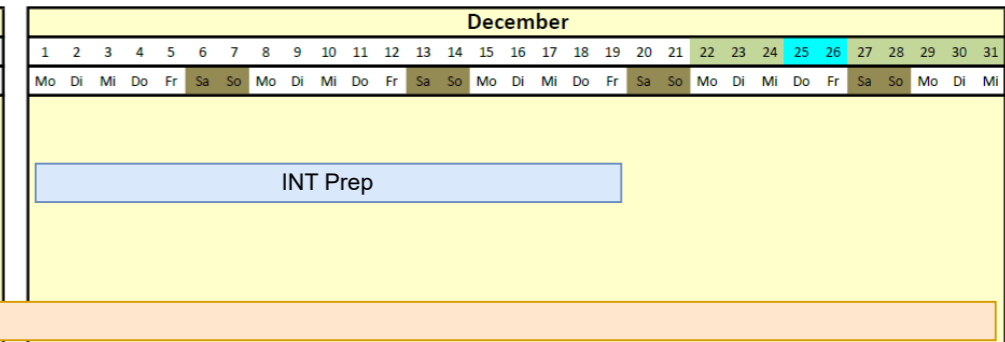 December
1 2 3 4 5 6 7 8 9 10 11 12 13 14 15 16 17 18 19 20 21 22 23 24 25 26 27 28 29 30 31
Mo Di Mi Do Fr Sa So Mo Di Mi Do Fr Sa So Mo Di Mi Do Fr Sa So Mo Di Mi Do Fr Sa So Mo Di Mi
INT Prep